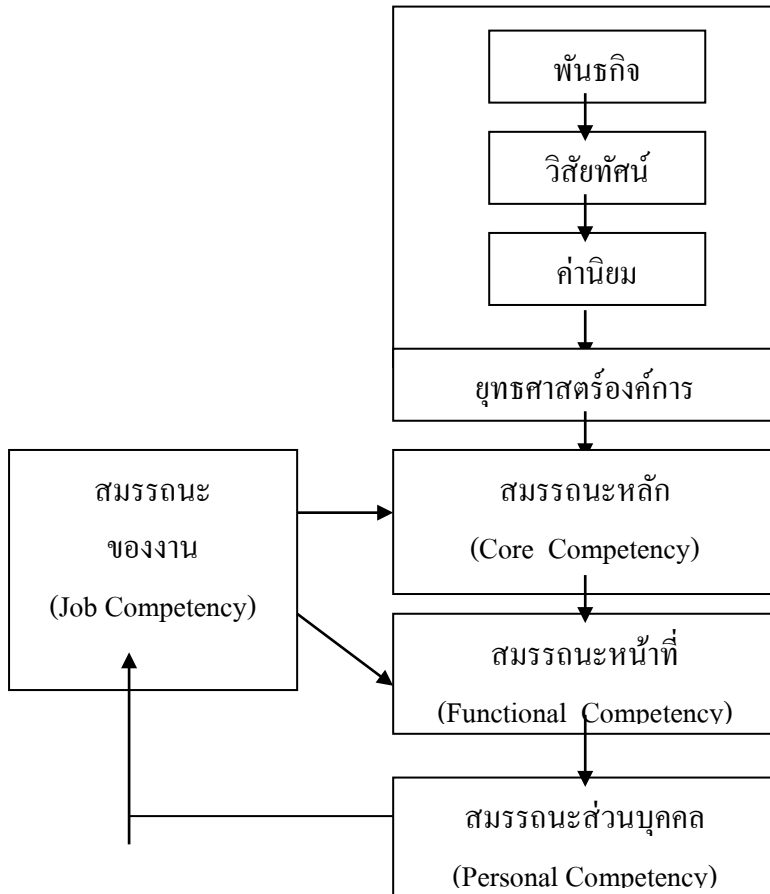 พันธกิจ
วิสัยทัศน์
ค่านิยม
ยุทธศาสตร์องค์การ
สมรรถนะ
ของงาน
(Job Competency)
สมรรถนะหลัก
(Core Competency)
สมรรถนะหน้าที่
(Functional Competency)
สมรรถนะส่วนบุคคล
(Personal Competency)